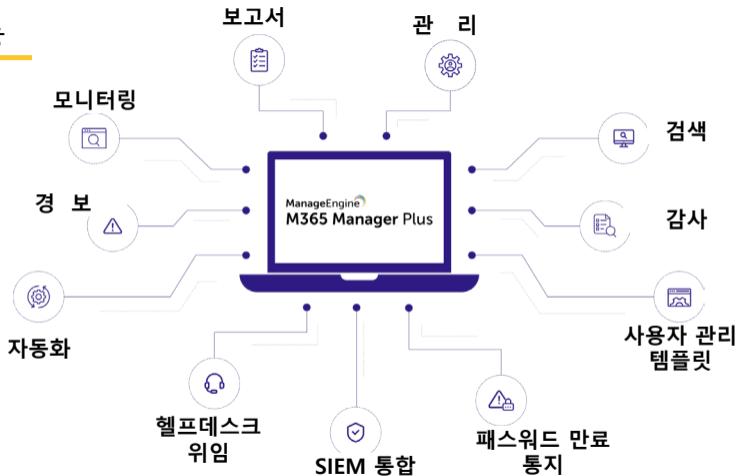 보고서
관 리
모니터링
검색
경 보
감사
ManageEngine
M365 Manager Plus
자동화
사용자 관리
템플릿
헬프데스크
위임
SIEM 통합
패스워드 만료
통지